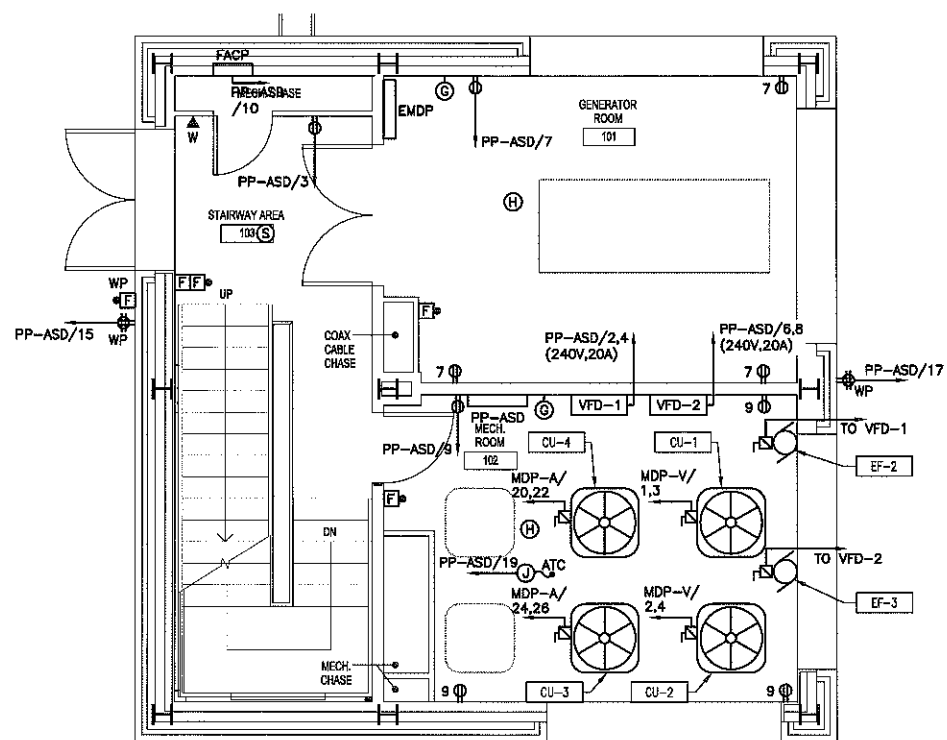 FACP
PP-ASD
/10
MECH. CHASE
G
7
EMDP
GENERATOR
ROOM
101
W
PP-ASD/7
PP-ASD/3
H
STAIRWAY AREA
103
S
WP
F
F F
UP
F
PP-ASD/15
WP
COAX
CABLE
CHASE
PP-ASD/2,4
(240V,20A)
PP-ASD/6,8
(240V,20A)
7
7
PP-ASD/17
WP
PP-ASD
G
VFD-1
VFD-2
9
MECH.
ROOM
102
CU-4
CU-1
TO VFD-1
PP-ASD/9
EF-2
F
MDP-A/
20,22
MDP-V/
1,3
DN
H
TO VFD-2
PP-ASD/19
J
ATC
EF-3
MDP-A/
24,26
MDP-V/
2,4
N
MECH.
CHASE
9
CU-3
CU-2
9